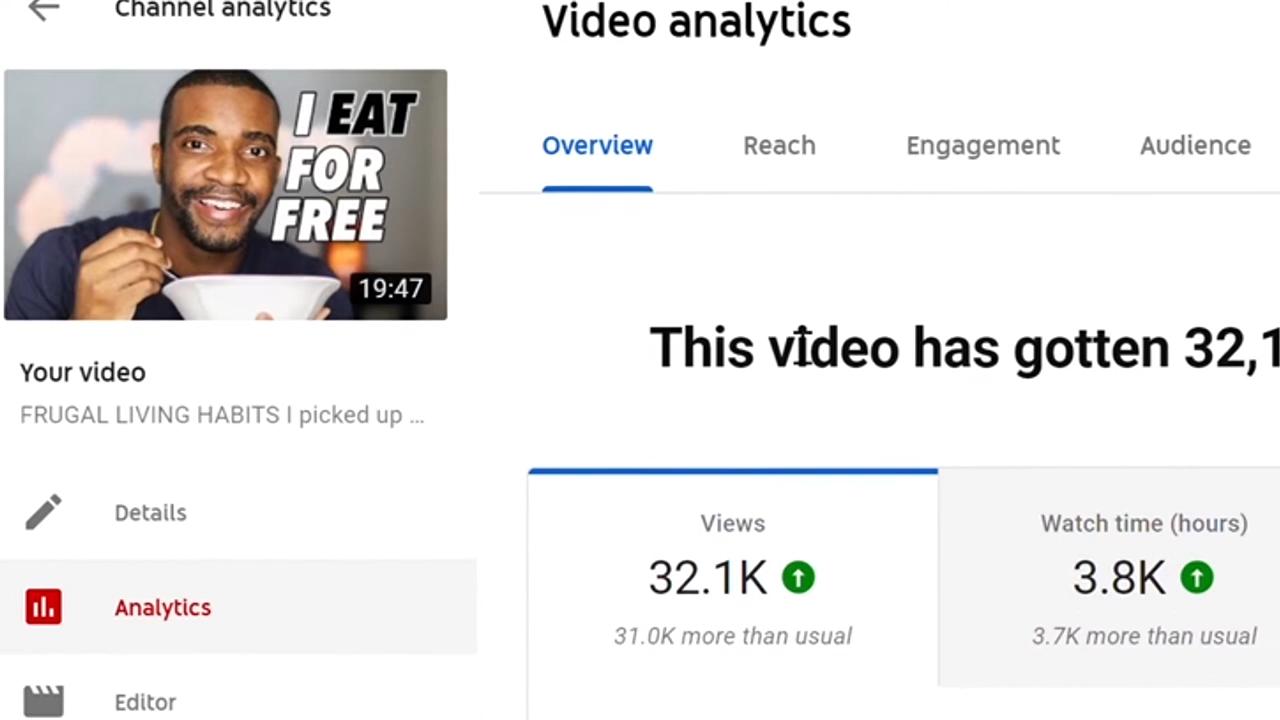 Channel analytics
I EAT
FOR
FREE
19:47
Your video
FRUGAL LIVING HABITS I picked up ...
Details
Analytics
Editor
Video analytics
Overview Reach Engagement Audience
This video has gotten 32,1
Views
32.1K
31.0K more than usual
Watch time (hours)
3.8K
3.7K more than usual